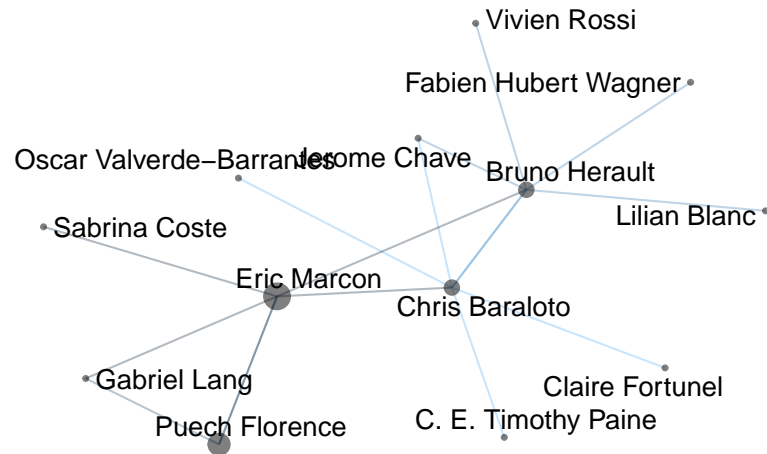 Vivien Rossi
Fabien Hubert Wagner
Oscar Valverde−Barrantes
Jerome Chave
Bruno Herault
Lilian Blanc
Sabrina Coste
Eric Marcon
Chris Baraloto
Gabriel Lang
Claire Fortunel
C. E. Timothy Paine
Puech Florence